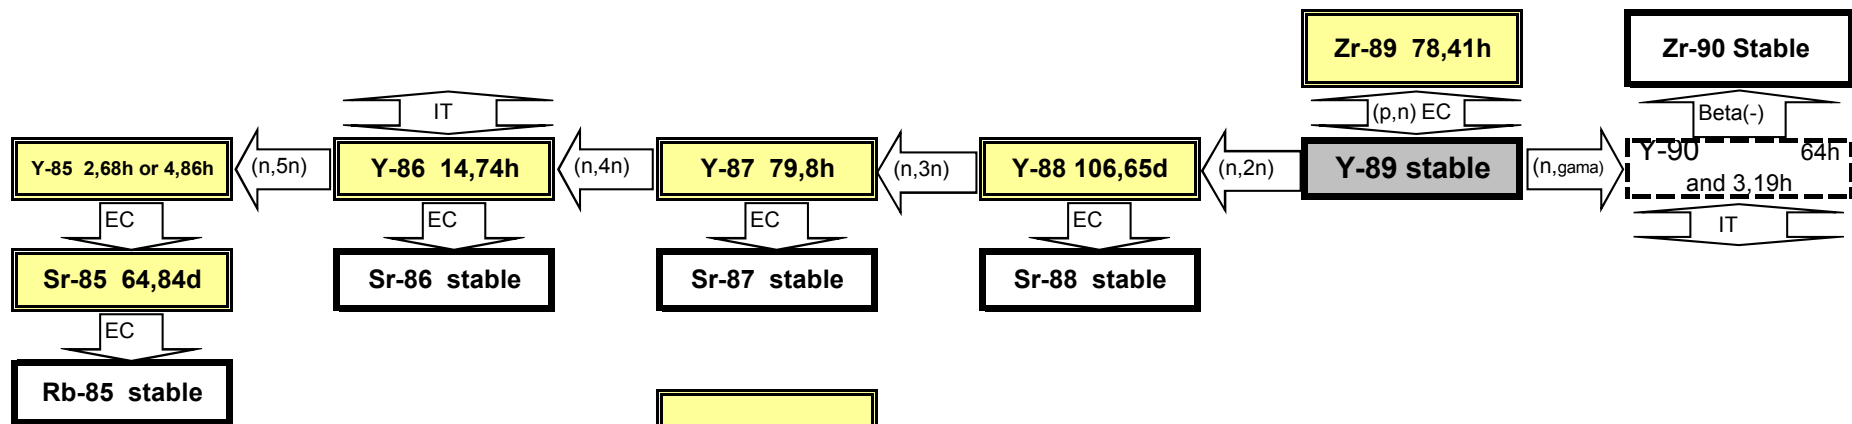 Zr-89 78,41h
Zr-90 Stable
IT
(p,n) EC
Beta(-)
Y-85 2,68h or 4,86h
(n,5n)
Y-86 14,74h
(n,4n)
Y-87 79,8h
(n,3n)
Y-88 106,65d
(n,2n)
Y-89 stable
(n,gama)
Y-90 64h
and 3,19h
EC
EC
EC
EC
IT
Sr-85 64,84d
Sr-86 stable
Sr-87 stable
Sr-88 stable
EC
Rb-85 stable